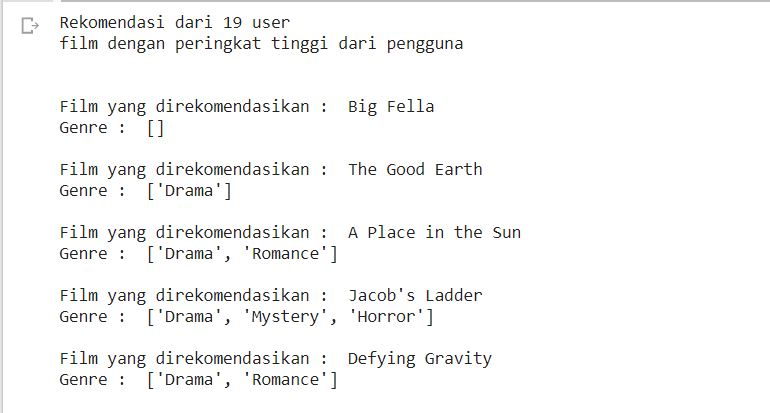 Rekomendasi dari 19 user
film dengan peringkat tinggi dari pengguna
Film yang direkomendasikan :  Big Fella
Genre :  []
Film yang direkomendasikan :  The Good Earth
Genre :  ['Drama']
Film yang direkomendasikan :  A Place in the Sun
Genre :  ['Drama', 'Romance']
Film yang direkomendasikan :  Jacob's Ladder
Genre :  ['Drama', 'Mystery', 'Horror']
Film yang direkomendasikan :  Defying Gravity
Genre :  ['Drama', 'Romance']